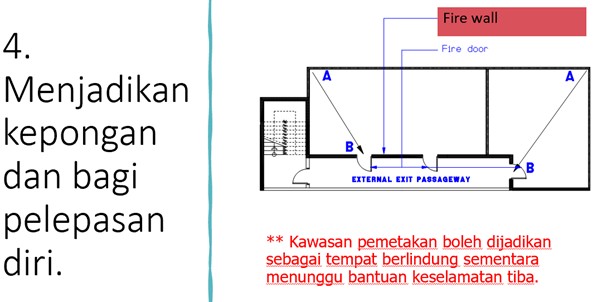 4.
Menjadikan
kepongan
dan bagi
pelepasan
diri.
Fire wall
Fire door
A
A
B
B
EXTERNAL EXIT PASSAGEWAY
** Kawasan pemetakan boleh dijadikan
sebagai tempat berlindung sementara
menunggu bantuan keselamatan tiba.